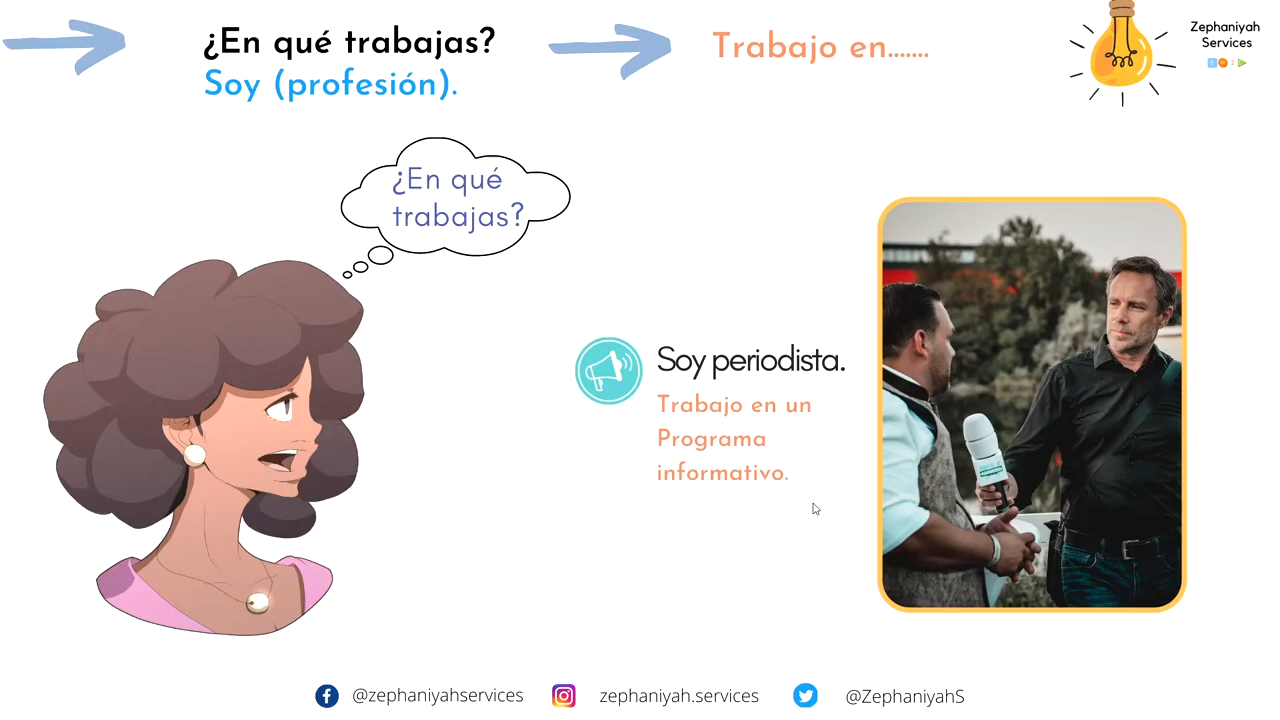 ¿En qué trabajas?
Soy (profesión).
Trabajo en.......
Zephaniyah
Services
¿En qué
trabajas?
Soy periodista.
Trabajo en un
Programa
informativo.
@zephaniyahservices
zephaniyah.services
@ZephaniyahS